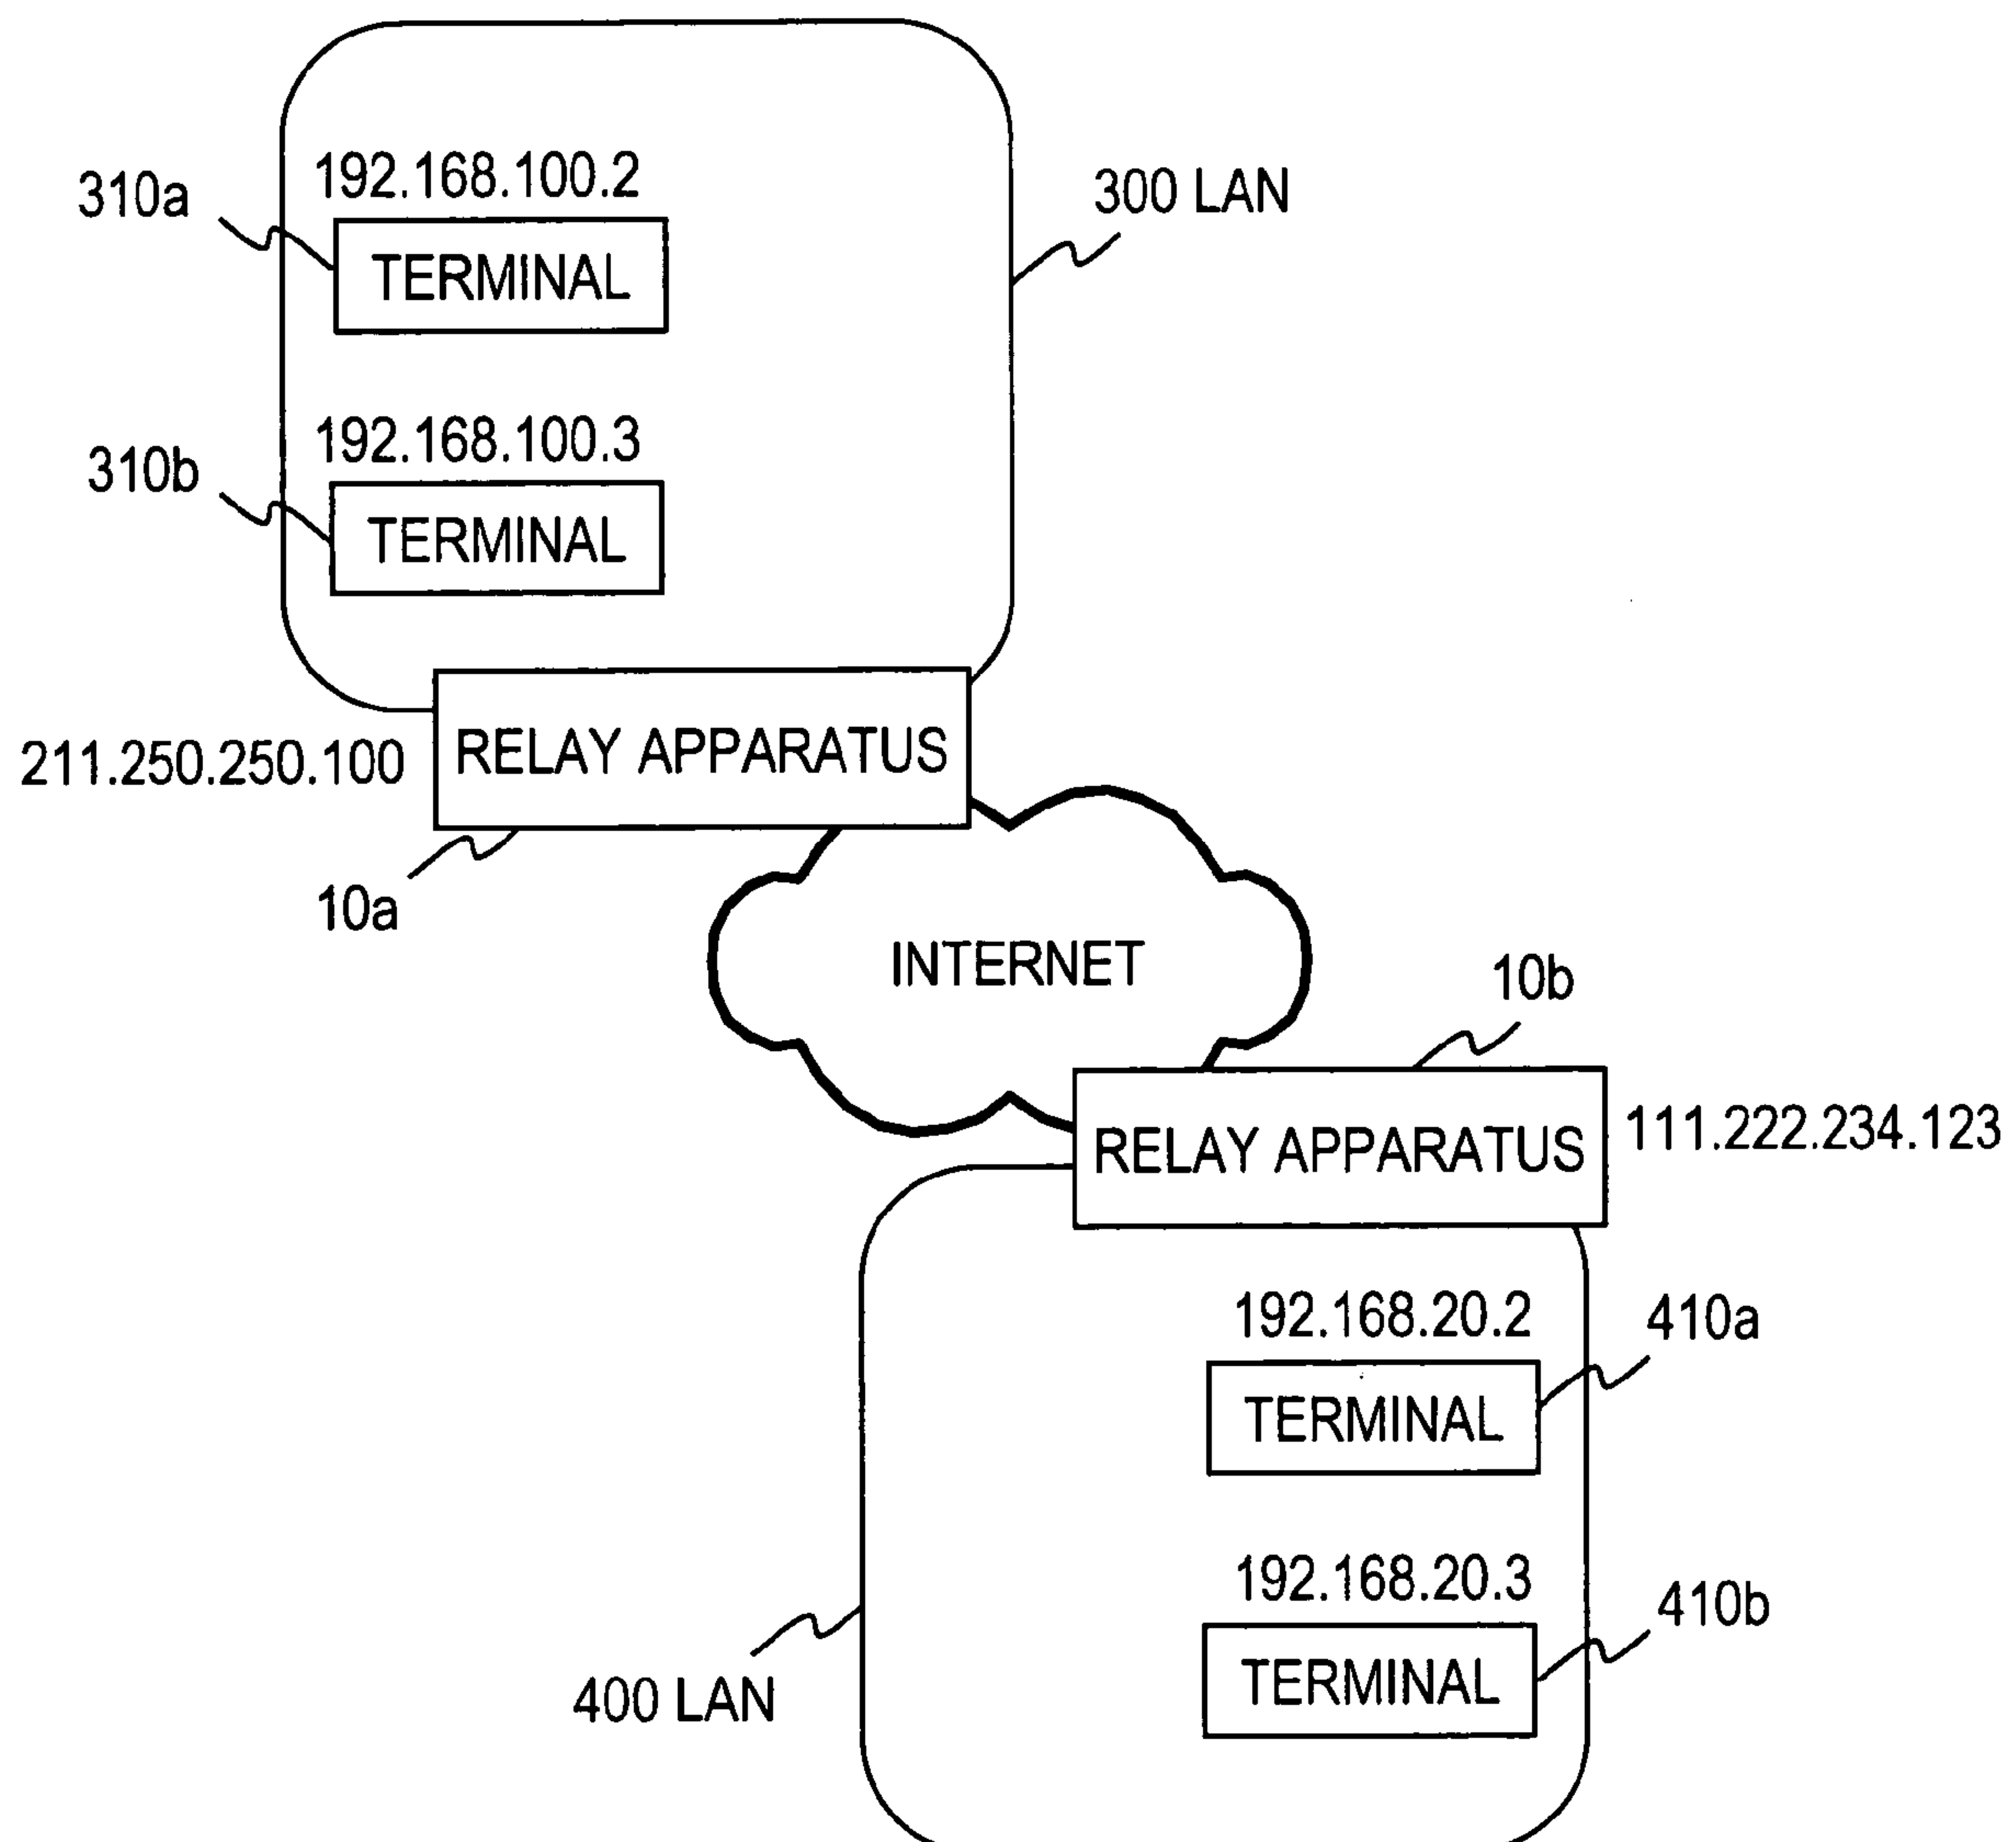 192.168.100.2
310a
300 LAN
TERMINAL
192.168.100.3
310b
TERMINAL
RELAY APPARATUS
211.250.250.100
10a
INTERNET
10b
111.222.234.123
RELAY APPARATUS
192.168.20.2
410a
TERMINAL
192.168.20.3
410b
TERMINAL
400 LAN